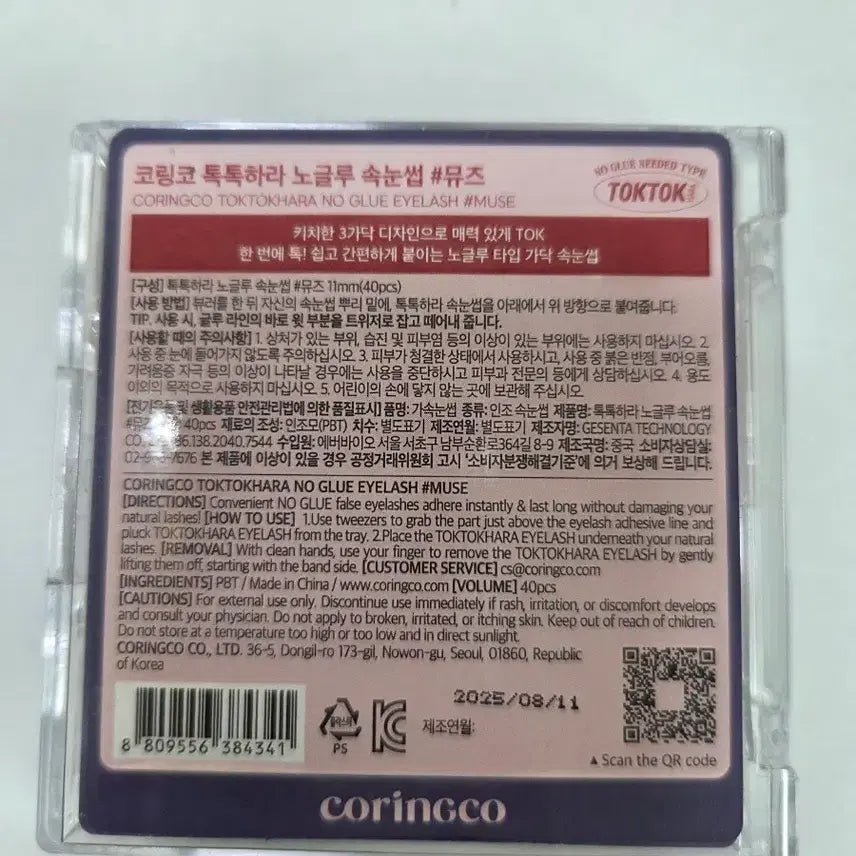 코링코 톡톡하라 노글루 속눈썹 #뮤즈
CORINGCO TOKTOKHARA NO GLUE EYELASH #MUSE
NO GLUE NEEDED TYPE
TOKTOK
키치한 3가닥 디자인으로 매력 있게 TOK
한 번에 톡! 쉽고 간편하게 붙이는 노글루 타입 가닥 속눈썹
[구성] 톡톡하라 노글루 속눈썹 #뮤즈 11mm(40pcs)
[사용 방법] 뷰러를 한 뒤 자신의 속눈썹 뿌리 밑에, 톡톡하라 속눈썹을 아래에서 위 방향으로 붙여줍니다.
TIP. 사용 시, 글루 라인의 바로 윗 부분을 트위저로 잡고 떼어내 줍니다.
[사용할 때의 주의사항] 1. 상처가 있는 부위, 습진 및 피부염 등의 이상이 있는 부위에는 사용하지 마십시오. 2.
사용 중 눈에 들어가지 않도록 주의하십시오. 3. 피부가 청결한 상태에서 사용하시고, 사용 중 붉은 반점, 부어오름,
가려움증 자극 등의 이상이 나타날 경우에는 사용을 중단하시고 피부과 전문의 등에게 상담하십시오. 4. 용도
이외의 목적으로 사용하지 마십시오. 5. 어린이의 손에 닿지 않는 곳에 보관해 주십시오.
[전기용품 및 생활용품 안전관리법에 의한 품질표시] 품명: 가속눈썹 종류: 인조 속눈썹 제품명: 톡톡하라 노글루 속눈썹
40pcs 재료의 조성: 인조모(PBT) 치수: 별도표기 제조연월: 별도표기 제조자명: GESENTA TECHNOLOGY
86.138.2040.7544 수입원: 에버바이오 서울 서초구 남부순환로364길 8-9 제조국명: 중국 소비자상담실:
7676 본 제품에 이상이 있을 경우 공정거래위원회 고시 '소비자분쟁해결기준'에 의거 보상해 드립니다.
CORINGCO TOKTOKHARA NO GLUE EYELASH #MUSE
[DIRECTIONS] Convenient NO GLUE false eyelashes adhere instantly & last long without damaging your
natural lashes! [HOW TO USE] 1.Use tweezers to grab the part just above the eyelash adhesive line and
pluck TOKTOKHARA EYELASH from the tray. 2.Place the TOKTOKHARA EYELASH underneath your natural
lashes. [REMOVAL] With clean hands, use your finger to remove the TOKTOKHARA EYELASH by gently
lifting them off, starting with the band side. [CUSTOMER SERVICE] cs@coringco.com
[INGREDIENTS] PBT / Made in China / www.coringco.com [VOLUME] 40pcs
[CAUTIONS] For external use only. Discontinue use immediately if rash, irritation, or discomfort develops
and consult your physician. Do not apply to broken, irritated, or itching skin. Keep out of reach of children.
Do not store at a temperature too high or too low and in direct sunlight.
CORINGCO CO., LTD. 36-5, Dongil-ro 173-gil, Nowon-gu, Seoul, 01860, Republic
of Korea
8 809556 384341
플라스틱
PS
제조연월:
2025/08/11
▲ Scan the QR code
coringco